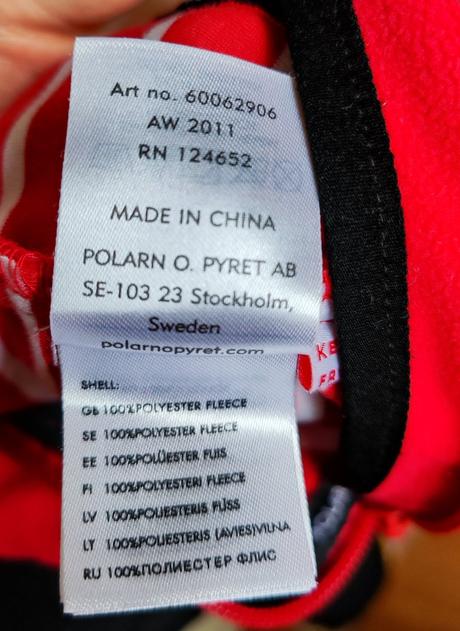 Art no. 60062906
AW 2011
RN 124652
MADE IN CHINA
POLARN O. PYRET AB
SE-103 23 Stockholm,
Sweden
polarnopyret.com
KE
FR
SHELL:
GB 100%POLYESTER FLEECE
SE 100%POLYESTER FLEECE
EE 100%POLÜESTER FLIIS
FI 100%POLYESTERI FLEECE
LV 100%POLIESTERIS FLĪSS
LT 100%POLIESTERIS (AVIES)VILNA
RU 100%ПОЛИЕСТЕР ФЛИС